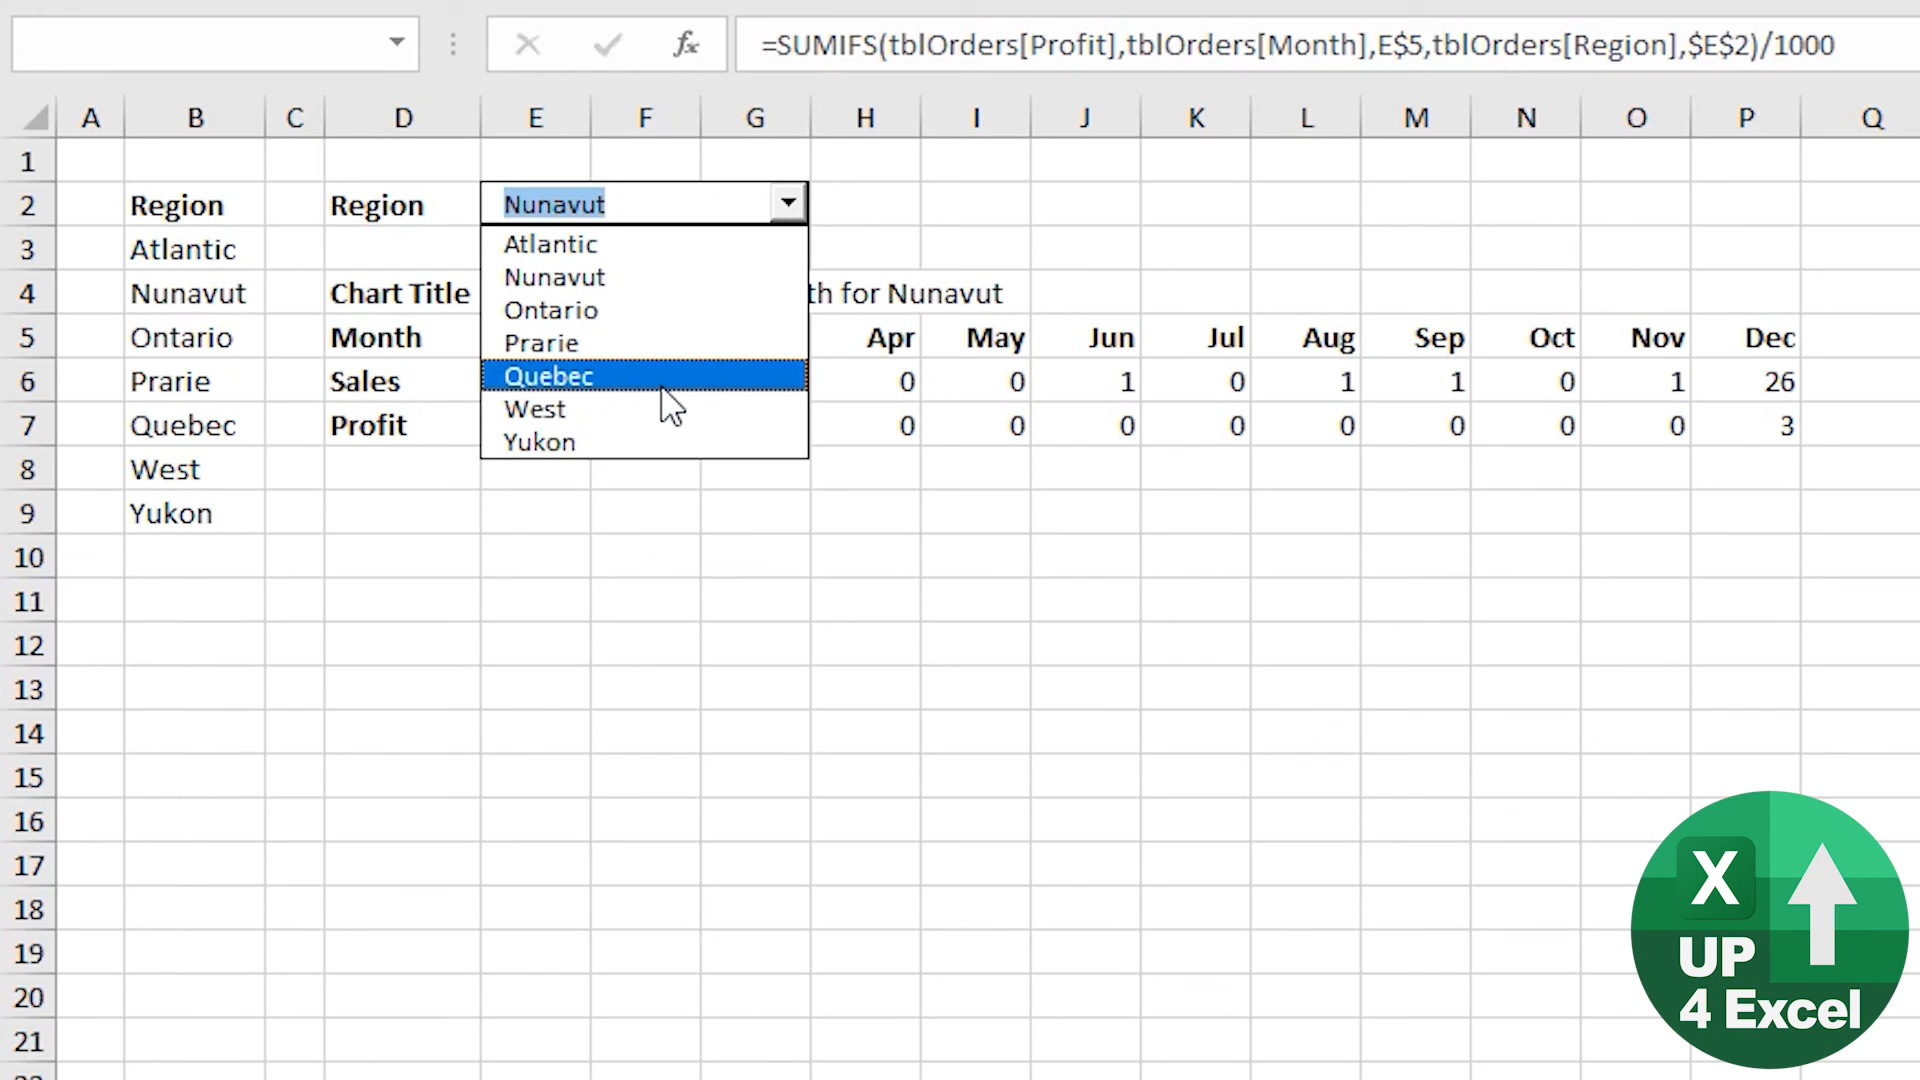 fx =SUMIFS(tblOrders[Profit],tblOrders[Month],E$5,tblOrders[Region],$E$2)/1000
A B C D E F G H I J K L M N O P Q
1
2 Region Region Nunavut
3 Atlantic Atlantic
Nunavut
4 Nunavut Chart Title th for Nunavut
Ontario
5 Ontario Month Apr May Jun Jul Aug Sep Oct Nov Dec
Prarie
6 Prarie Sales Quebec 0 0 1 0 1 1 0 1 26
West
7 Quebec Profit 0 0 0 0 0 0 0 0 3
Yukon
8 West
9 Yukon
10
11
12
13
14
15
16
17
18
19
20
21
X
UP
4 Excel